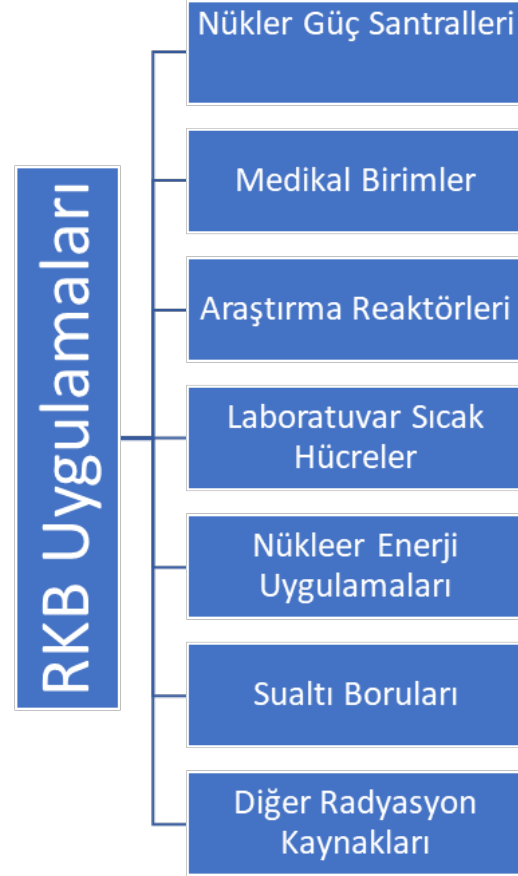 RKB Uygulamaları
Nükler Güç Santralleri
Medikal Birimler
Araştırma Reaktörleri
Laboratuvar Sıcak
Hücreler
Nükleer Enerji
Uygulamaları
Sualtı Boruları
Diğer Radyasyon
Kaynakları